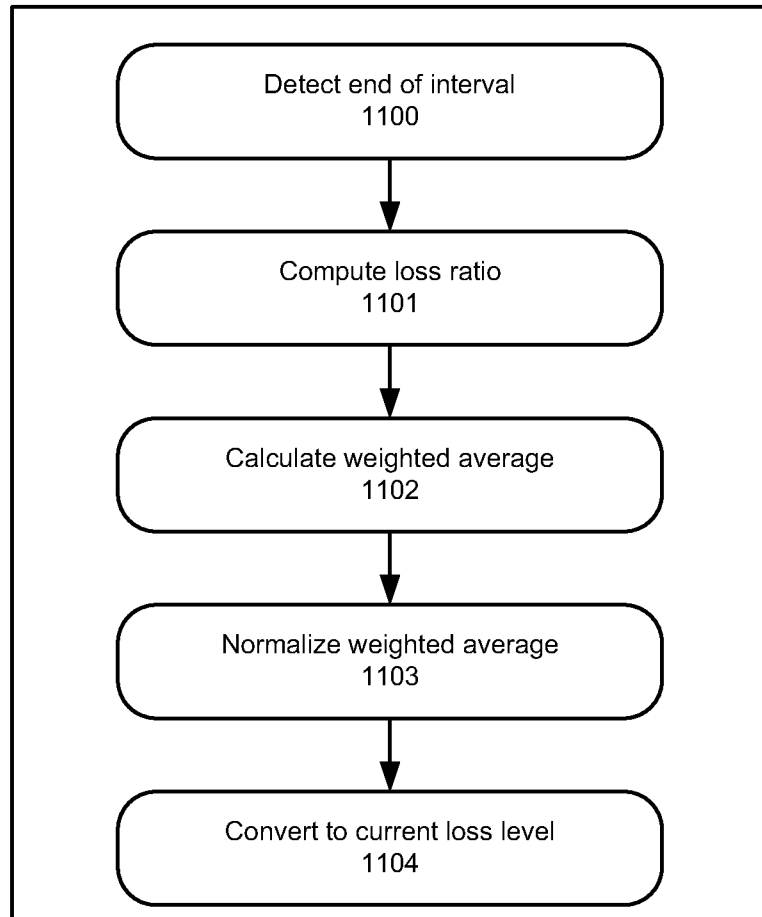 Detect end of interval
1100
Compute loss ratio
1101
Calculate weighted average
1102
Normalize weighted average
1103
Convert to current loss level
1104